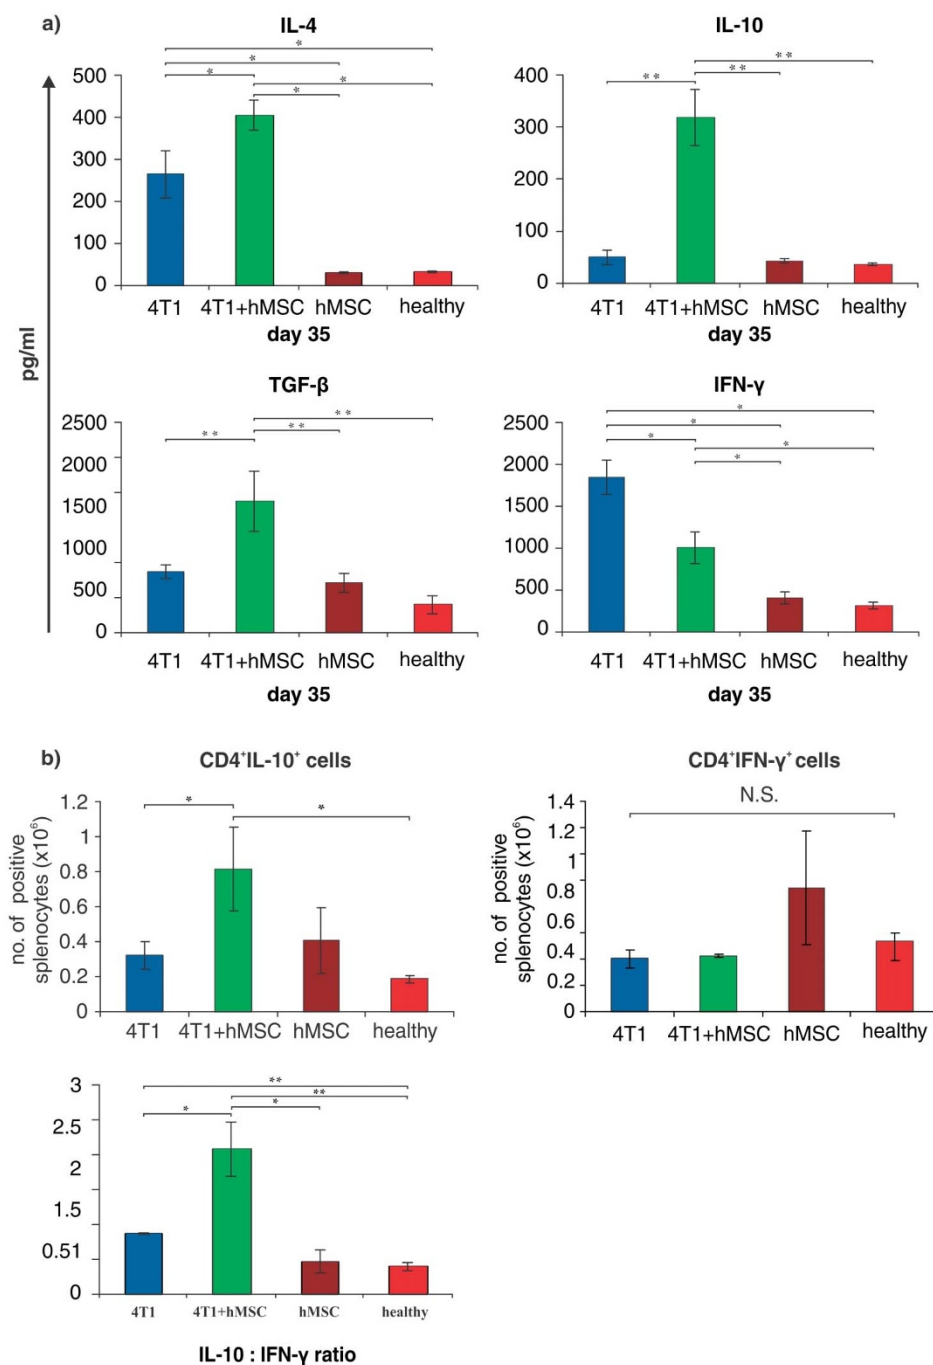 a)
IL-4
IL-10
* * * * *
** ** **
500
400
300
200
100
0
400
300
200
100
0
4T1 4T1+hMSC hMSC healthy
day 35
4T1 4T1+hMSC hMSC healthy
day 35
pg/ml
TGF-β
IFN-γ
** ** **
* * * * *
2500
2000
1500
1000
500
0
2500
2000
1500
1000
500
0
4T1 4T1+hMSC hMSC healthy
day 35
4T1 4T1+hMSC hMSC healthy
day 35
b)
CD4⁺IL-10⁺ cells
CD4⁺IFN-γ⁺ cells
* *
N.S.
no. of positive
splenocytes (x10⁶)
1.2
0.8
0.6
0.4
0.2
0
no. of positive
splenocytes (x10⁶)
1.4
1.2
1
0.8
0.6
0.4
0.2
0
4T1 4T1+hMSC hMSC healthy
4T1 4T1+hMSC hMSC healthy
** ** * *
3
2.5
2
1.5
0.51
0
4T1 4T1+hMSC hMSC healthy
IL-10 : IFN-γ ratio